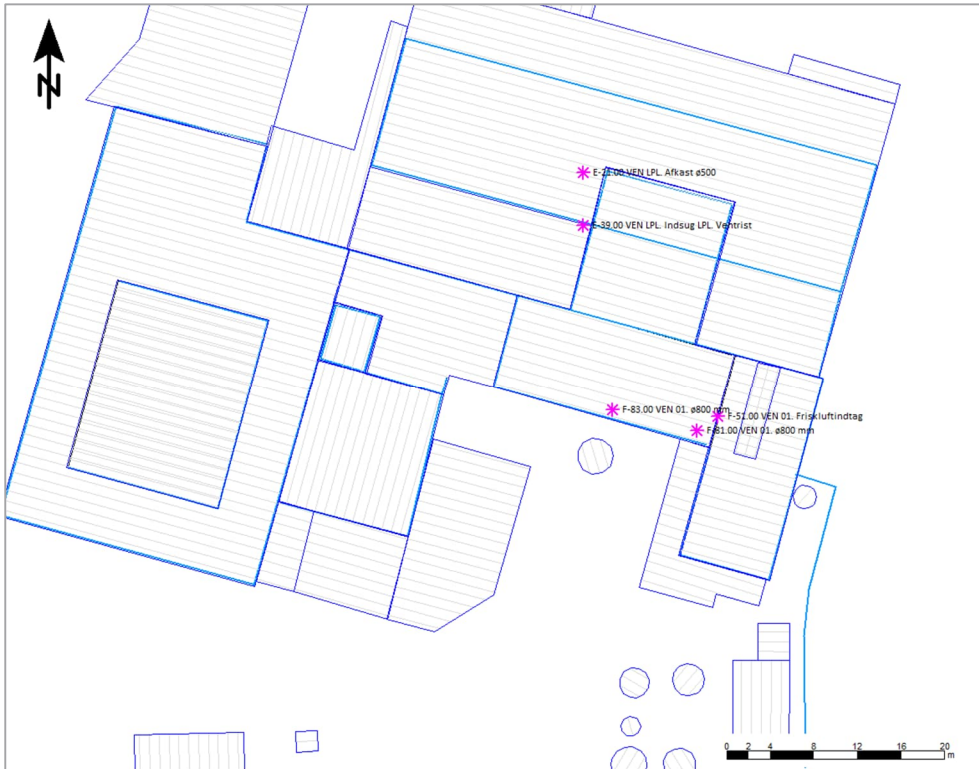 N
E-21.00 VEN LPL. Afkast ø500
E-39.00 VEN LPL. Indsug LPL. Ventrist
F-83.00 VEN 01. ø800 mm
F-51.00 VEN 01. Friskluftindtag
F-81.00 VEN 01. ø800 mm
0 2 4 8 12 16 20
m